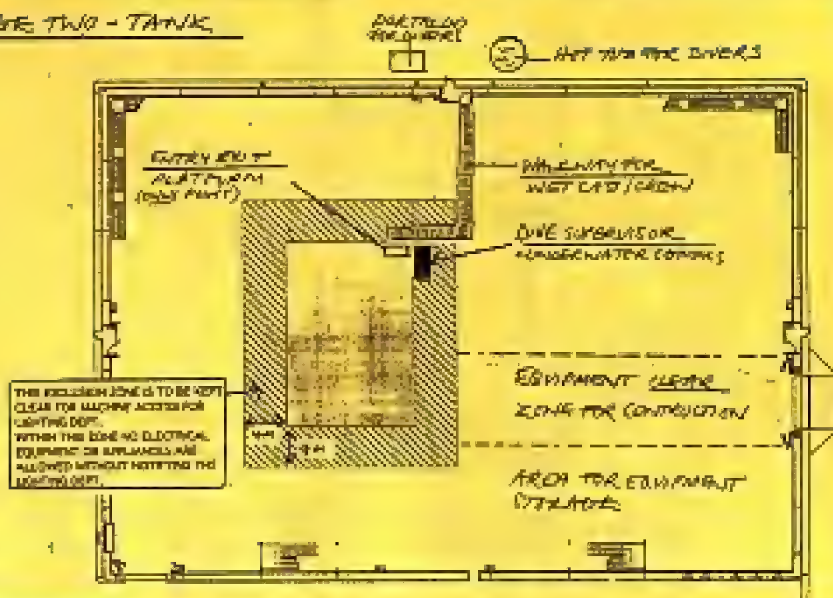 TWO - TANK
FOR DIVERS
HOT TUB FOR DIVERS
ENTRY EXIT
PLATFORM
(ONE POINT)
WALKWAY FOR
WET CAST / CREW
DIVE SUPERVISOR
UNDERWATER COMMS
THIS EXCLUSION ZONE IS TO BE KEPT
CLEAR FOR MACHINE ACCESS FOR
LIGHTING DEPT.
WITHIN THIS ZONE NO ELECTRICAL
EQUIPMENT OR APPLIANCES ARE
ALLOWED WITHOUT NOTIFYING THE
LIGHTING DEPT.
4M
4M
EQUIPMENT CLEAR
ZONE FOR CONSTRUCTION
AREA FOR EQUIPMENT
STORAGE